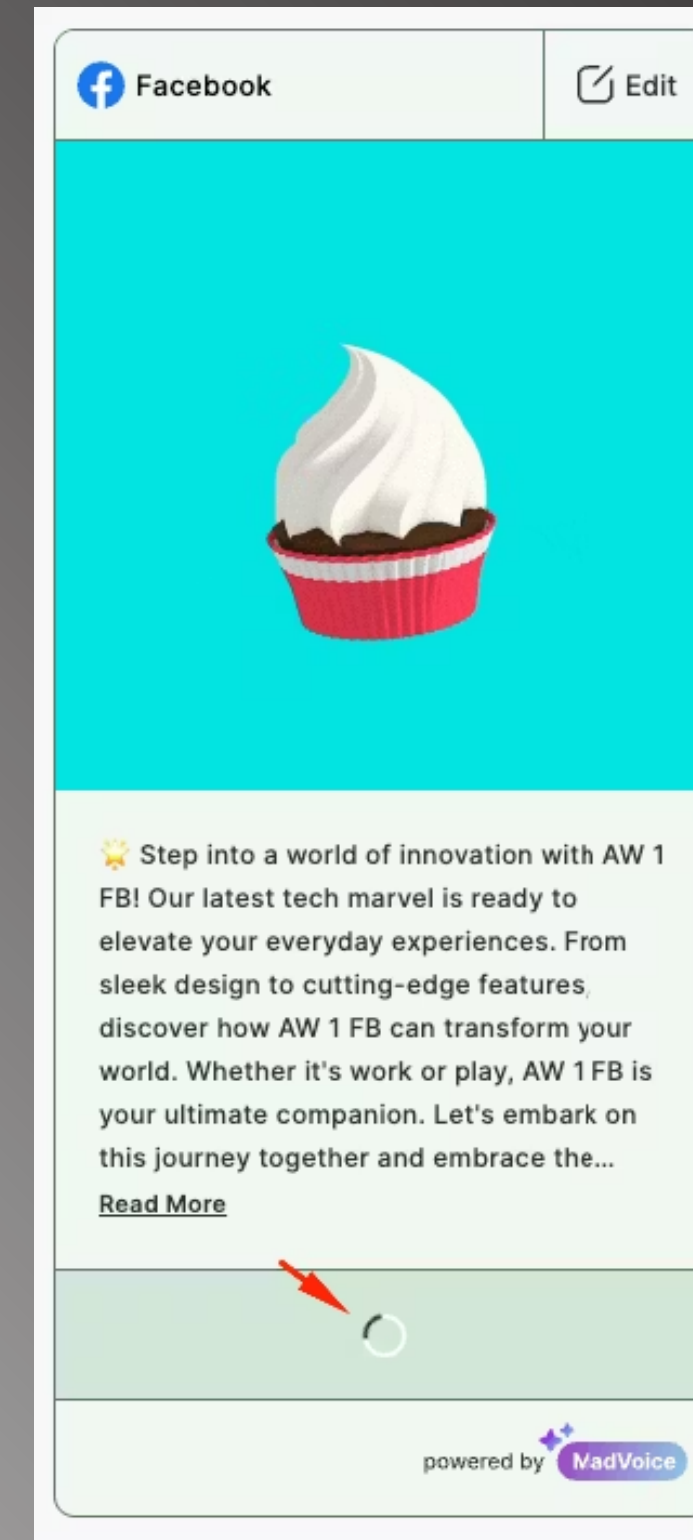 Facebook
Edit
🌟 Step into a world of innovation with AW 1
FB! Our latest tech marvel is ready to
elevate your everyday experiences. From
sleek design to cutting-edge features,
discover how AW 1 FB can transform your
world. Whether it's work or play, AW 1 FB is
your ultimate companion. Let's embark on
this journey together and embrace the...
Read More
powered by MadVoice